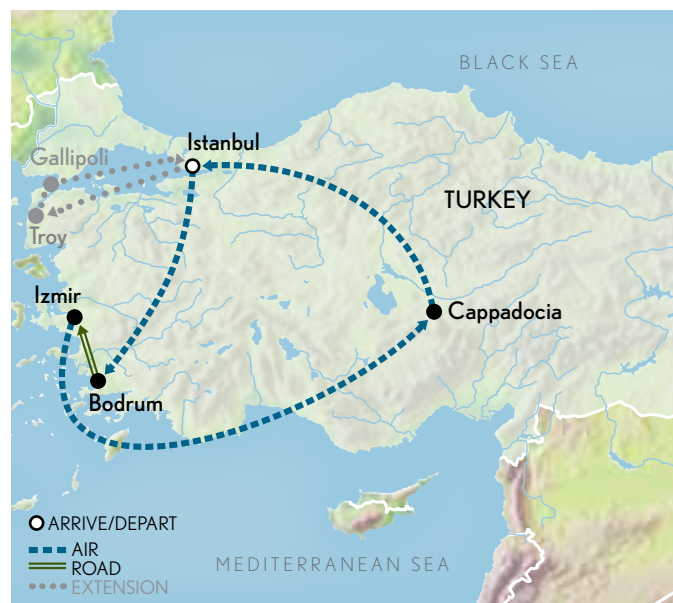 BLACK SEA
Istanbul
Gallipoli
TURKEY
Troy
Izmir
Cappadocia
Bodrum
ARRIVE/DEPART
AIR
ROAD
EXTENSION
MEDITERRANEAN SEA